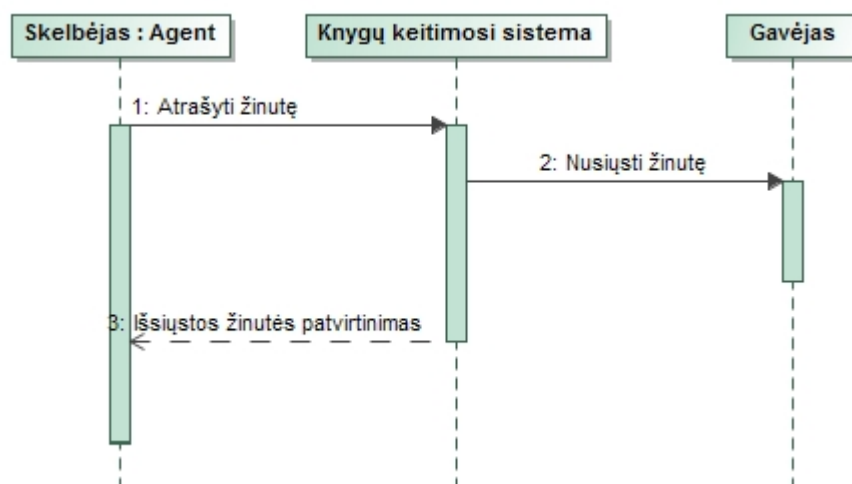 Skelbėjas : Agent
Knygų keitimosi sistema
Gavėjas
1: Atrašyti žinutę
2: Nusiųsti žinutę
3: Išsiųstos žinutės patvirtinimas